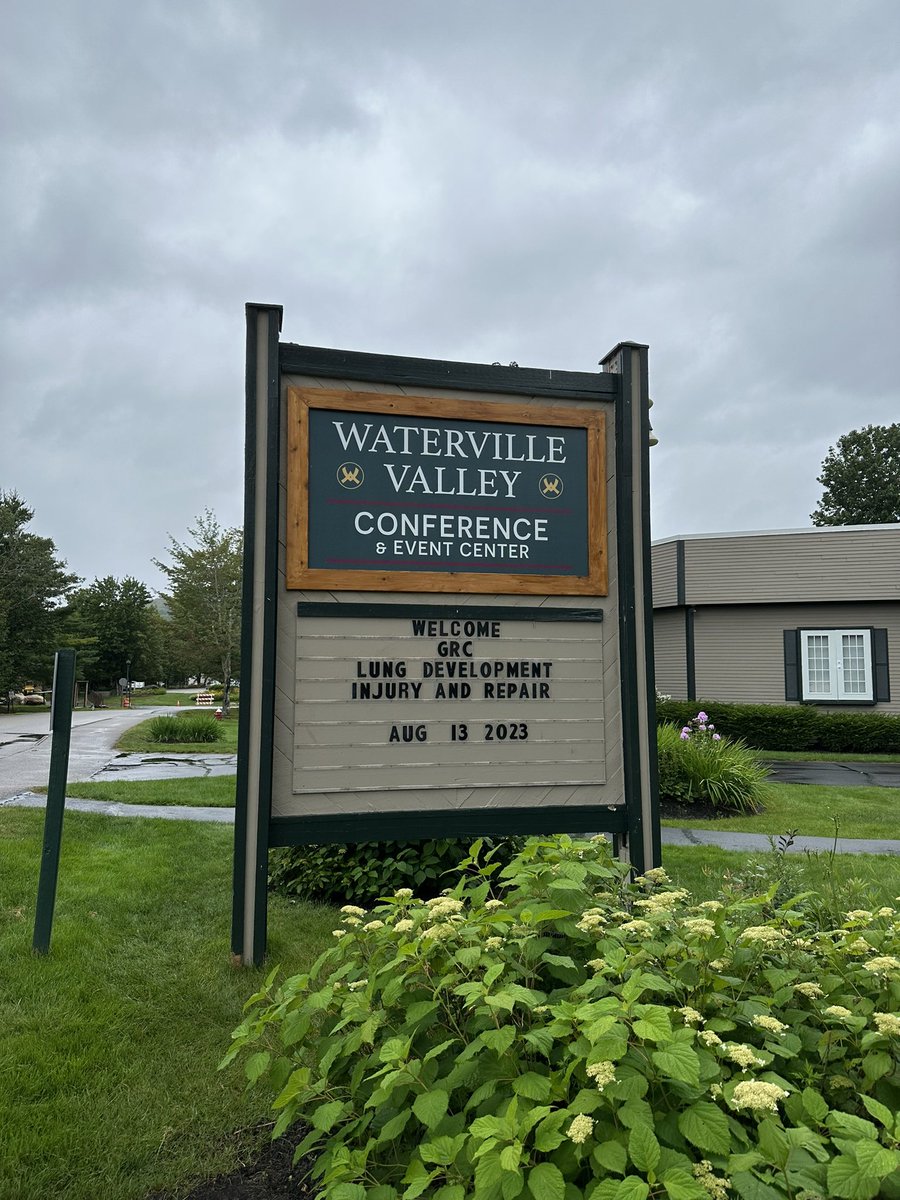 WATERVILLE
VALLEY
CONFERENCE
& EVENT CENTER
WELCOME
GRC
LUNG DEVELOPMENT
INJURY AND REPAIR
AUG 13 2023